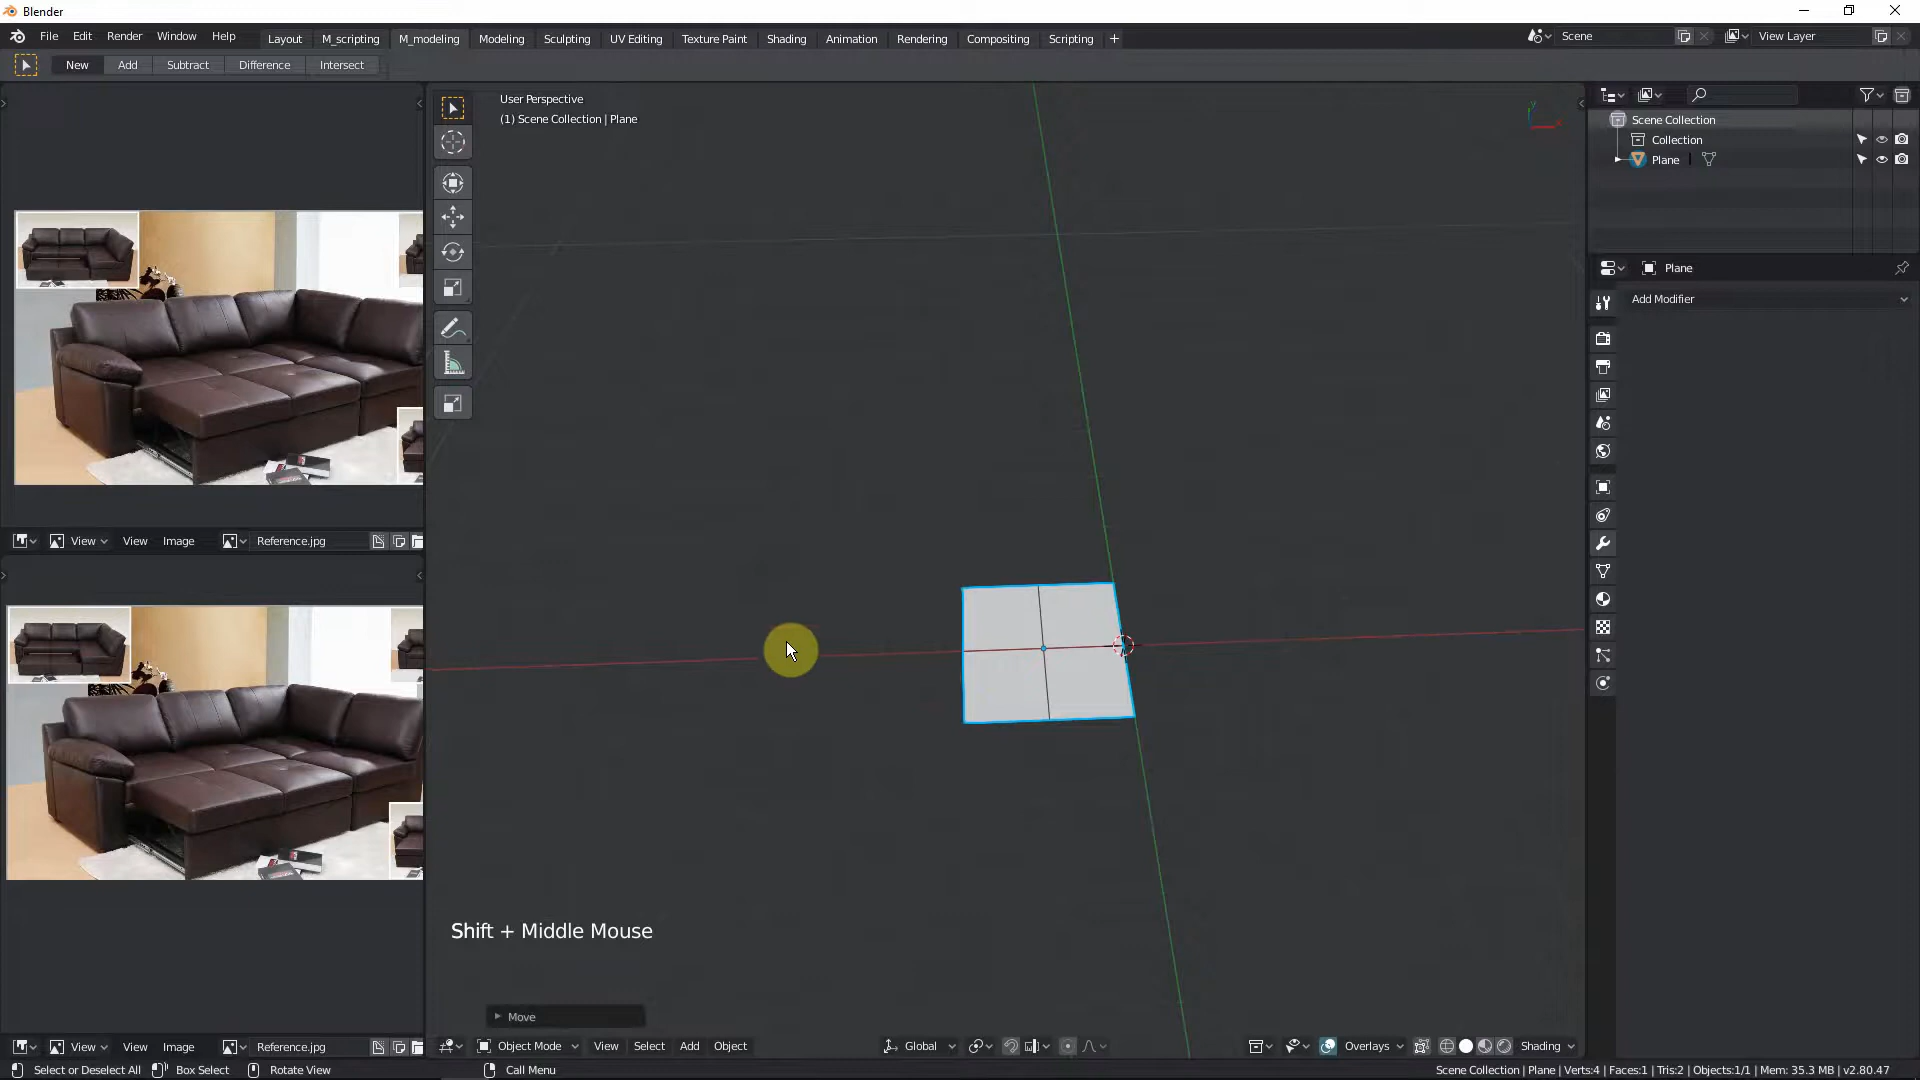 Blender
File Edit Render Window Help Layout M_scripting M_modeling Modeling Sculpting UV Editing Texture Paint Shading Animation Rendering Compositing Scripting + Scene View Layer
New Add Subtract Difference Intersect
User Perspective
(1) Scene Collection | Plane
Scene Collection
Collection
Plane
Plane
Add Modifier
View View Image Reference.jpg
Shift + Middle Mouse
Move
View View Image Reference.jpg
Object Mode View Select Add Object Global Overlays Shading
Select or Deselect All Box Select Rotate View Call Menu Scene Collection | Plane | Verts:4 | Faces:1 | Tris:2 | Objects:1/1 | Mem: 35.3 MB | v2.80.47